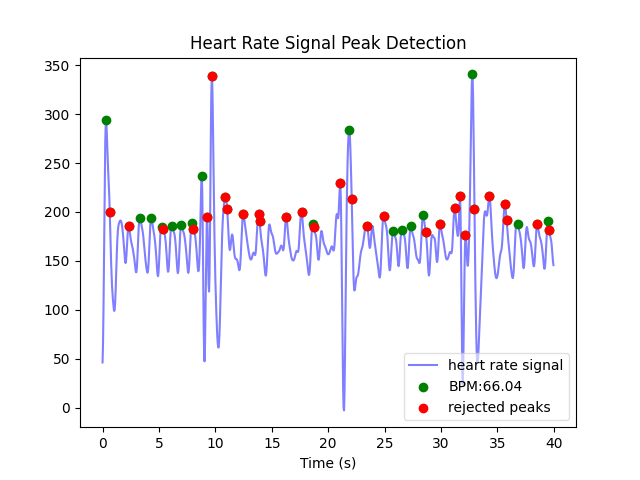 Heart Rate Signal Peak Detection
350
300
250
200
150
100
50
0
heart rate signal
BPM:66.04
rejected peaks
0 5 10 15 20 25 30 35 40
Time (s)